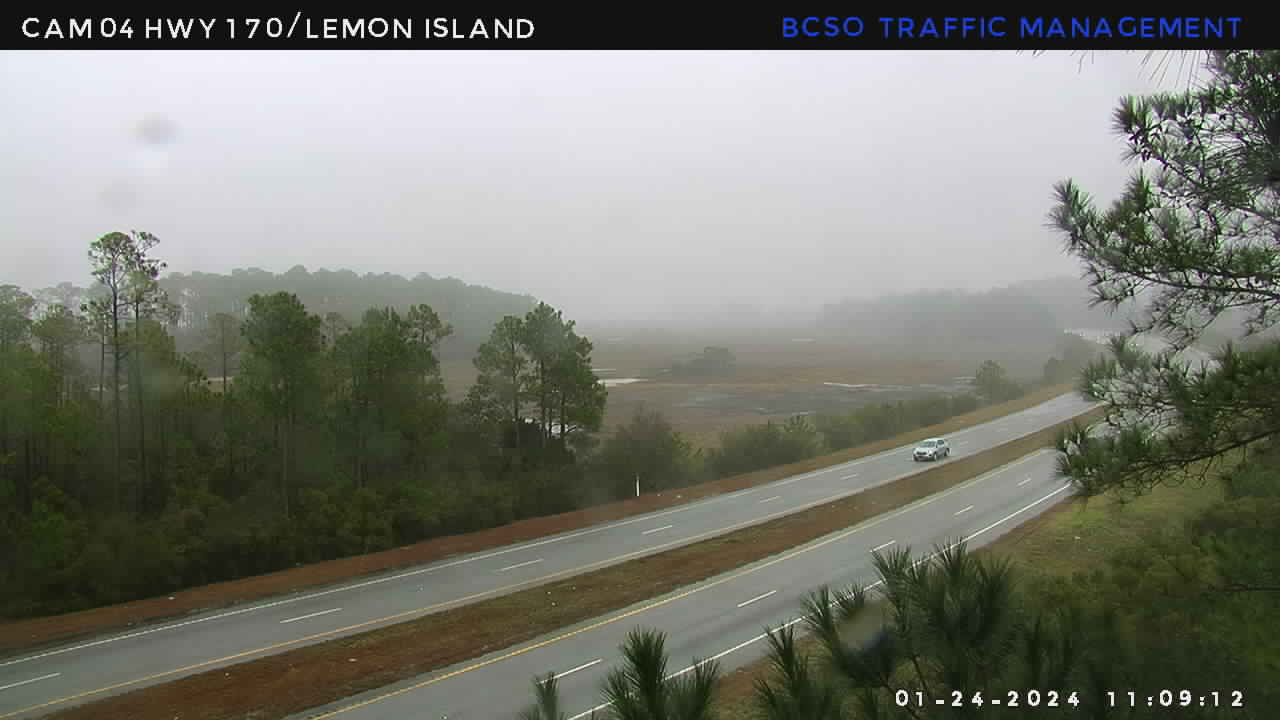 CAM04 HWY 170/LEMON ISLAND
BCSO TRAFFIC MANAGEMENT
01-24-2024 11:09:12